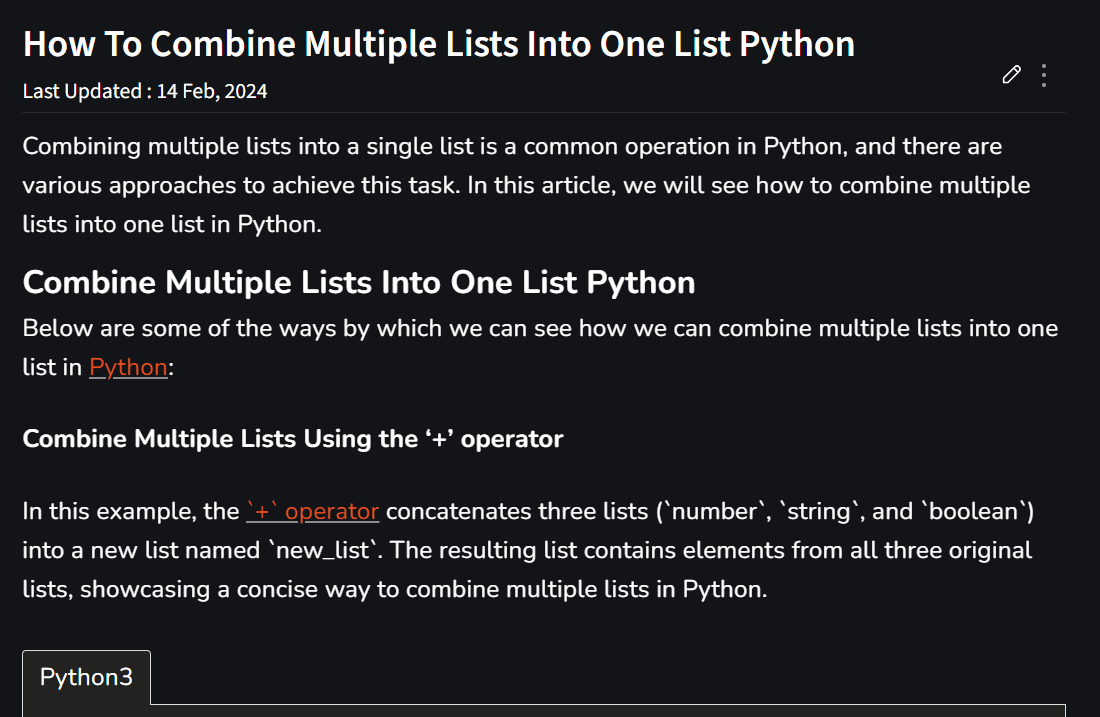 How To Combine Multiple Lists Into One List Python
Last Updated : 14 Feb, 2024
Combining multiple lists into a single list is a common operation in Python, and there are
various approaches to achieve this task. In this article, we will see how to combine multiple
lists into one list in Python.
Combine Multiple Lists Into One List Python
Below are some of the ways by which we can see how we can combine multiple lists into one
list in Python:
Combine Multiple Lists Using the ‘+’ operator
In this example, the `+` operator concatenates three lists (`number`, `string`, and `boolean`)
into a new list named `new_list`. The resulting list contains elements from all three original
lists, showcasing a concise way to combine multiple lists in Python.
Python3